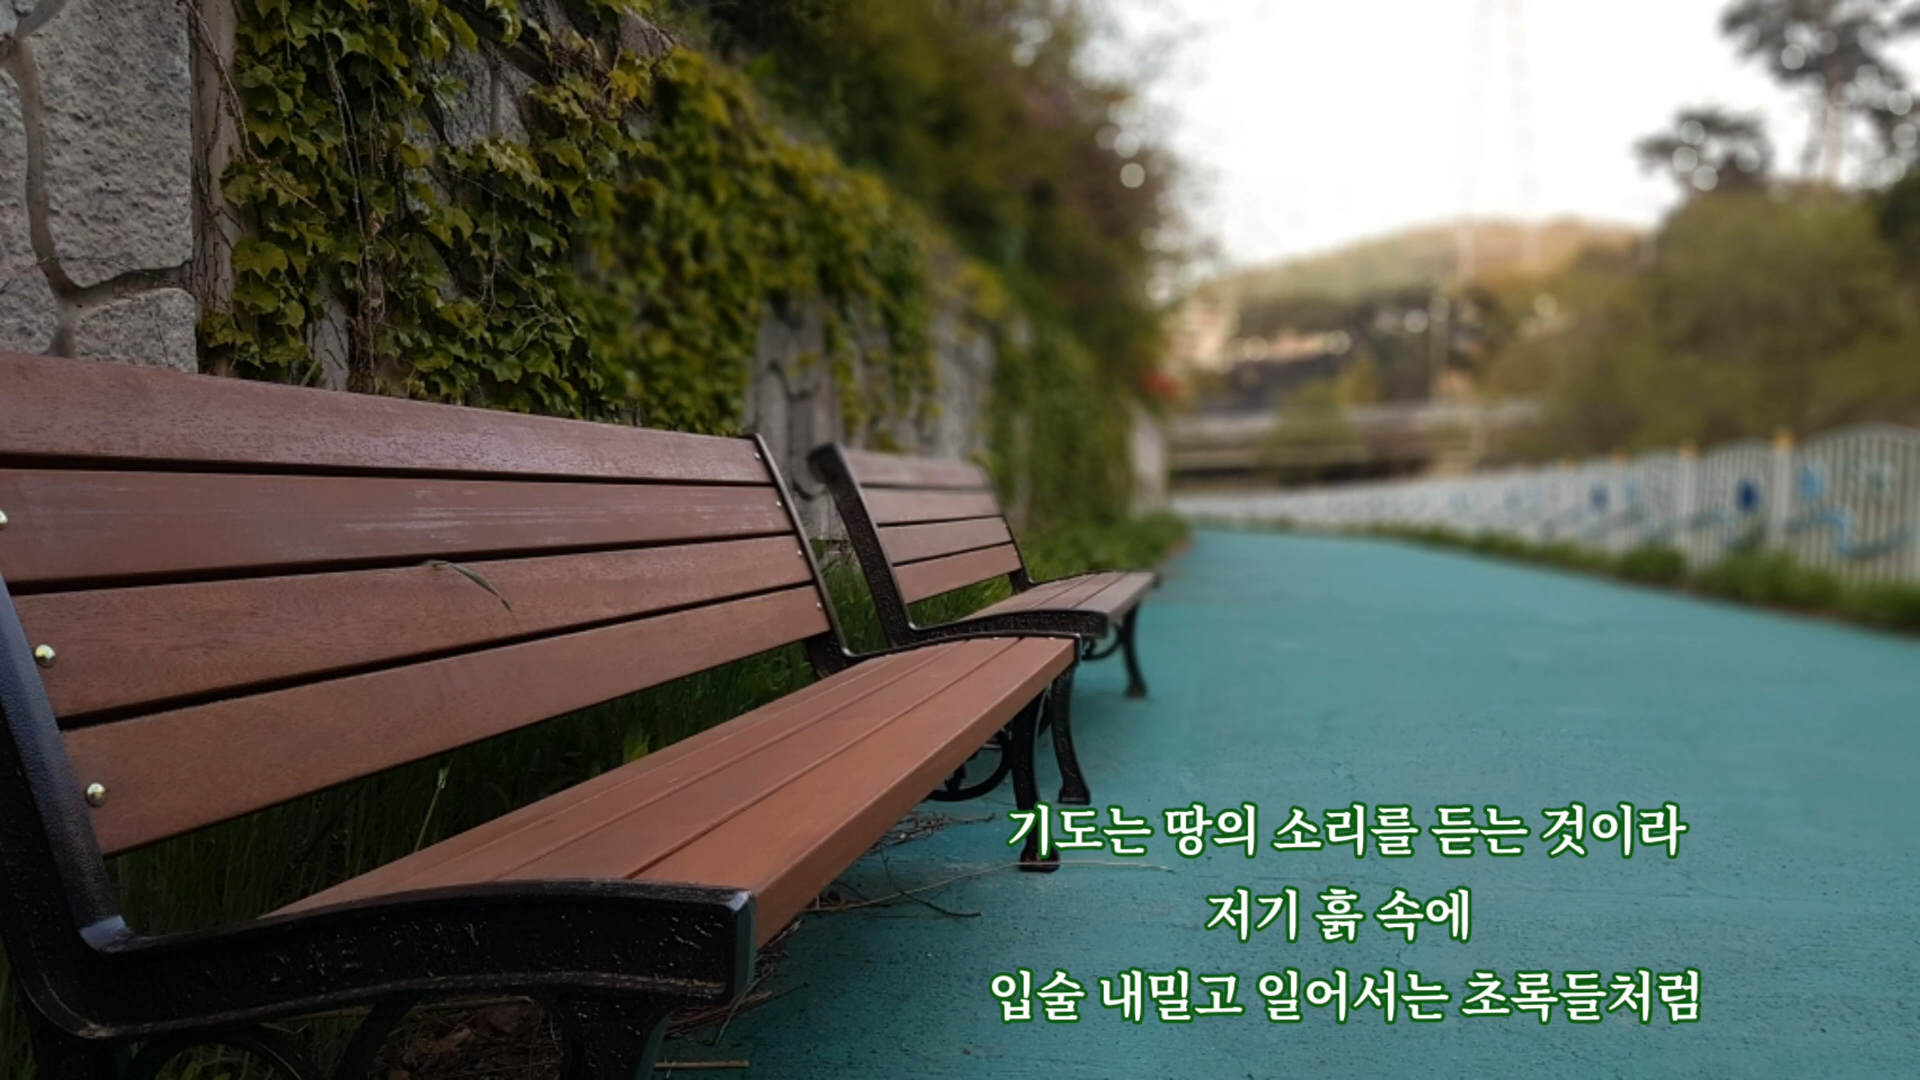 기도는 땅의 소리를 듣는 것이라
저기 흙 속에
입술 내밀고 일어서는 초록들처럼